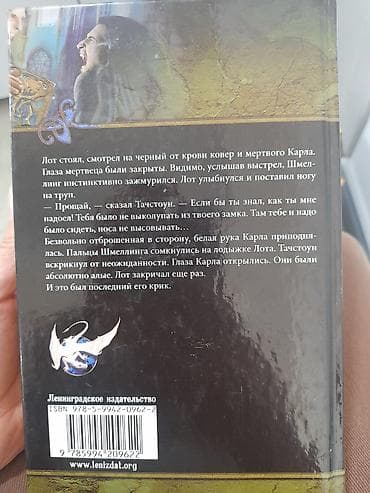 Лот стоял, смотрел на черный от крови ковер и мертвого Карла.
Глаза мертвеца были закрыты. Видимо, услышав выстрел, Шмел-
линг инстинктивно зажмурился. Лот улыбнулся и поставил ногу
на труп.
— Прощай, — сказал Тачстоун. — Если бы ты знал, как ты мне
надоел! Тебя было не выколупать из твоего замка. Там тебе и надо
было сидеть, носа не высовывать…
Безвольно отброшенная в сторону, белая рука Карла приподня-
лась. Пальцы Шмеллинга сомкнулись на лодыжке Лота. Тачстоун
вскрикнул от неожиданности. Глаза Карла открылись. Они были
абсолютно алые. Лот закричал еще раз.
И это был последний его крик.
Ленинградское издательство
ISBN 978-5-9942-0962-2
9 785994 209622
www.lenizdat.org